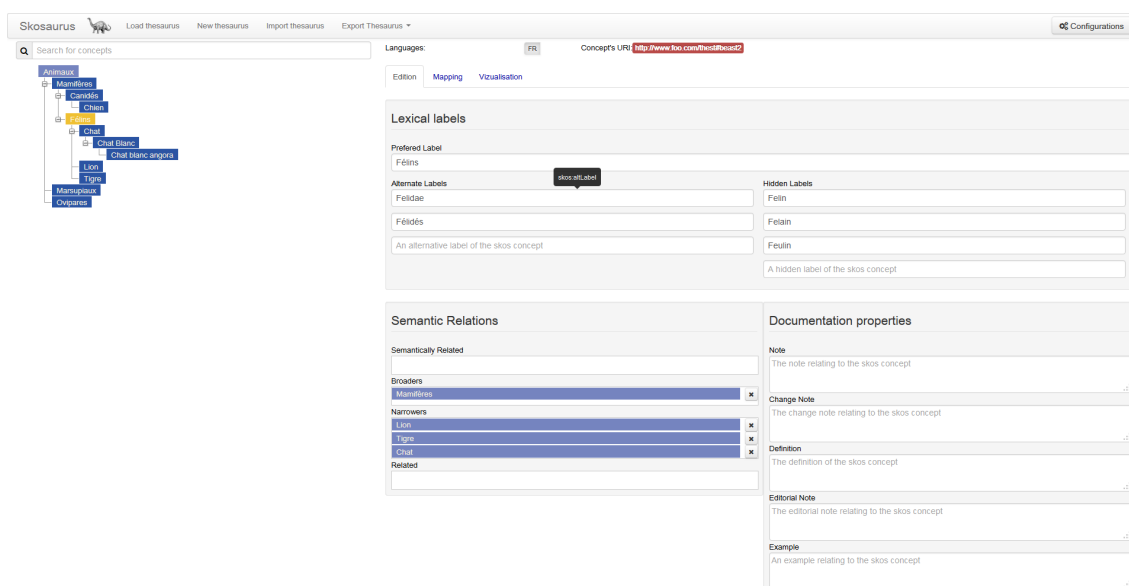 Skosaurus Load thesaurus New thesaurus Import thesaurus Export Thesaurus Configurations
Search for concepts
Animaux
Mamifères
Canidés
Chien
Félins
Chat
Chat Blanc
Chat blanc angora
Lion
Tigre
Marsupiaux
Ovipares
Languages: FR Concept's URI: http://www.foo.com/thest#beast2
Edition Mapping Vizualisation
Lexical labels
Prefered Label
Félins
skos:altLabel
Alternate Labels
Felidae
Félidés
An alternative label of the skos concept
Hidden Labels
Felin
Felain
Feulin
A hidden label of the skos concept
Semantic Relations
Semantically Related
Broaders
Mamifères
Narrowers
Lion
Tigre
Chat
Related
Documentation properties
Note
The note relating to the skos concept
Change Note
The change note relating to the skos concept
Definition
The definition of the skos concept
Editorial Note
The editorial note relating to the skos concept
Example
An example relating to the skos concept